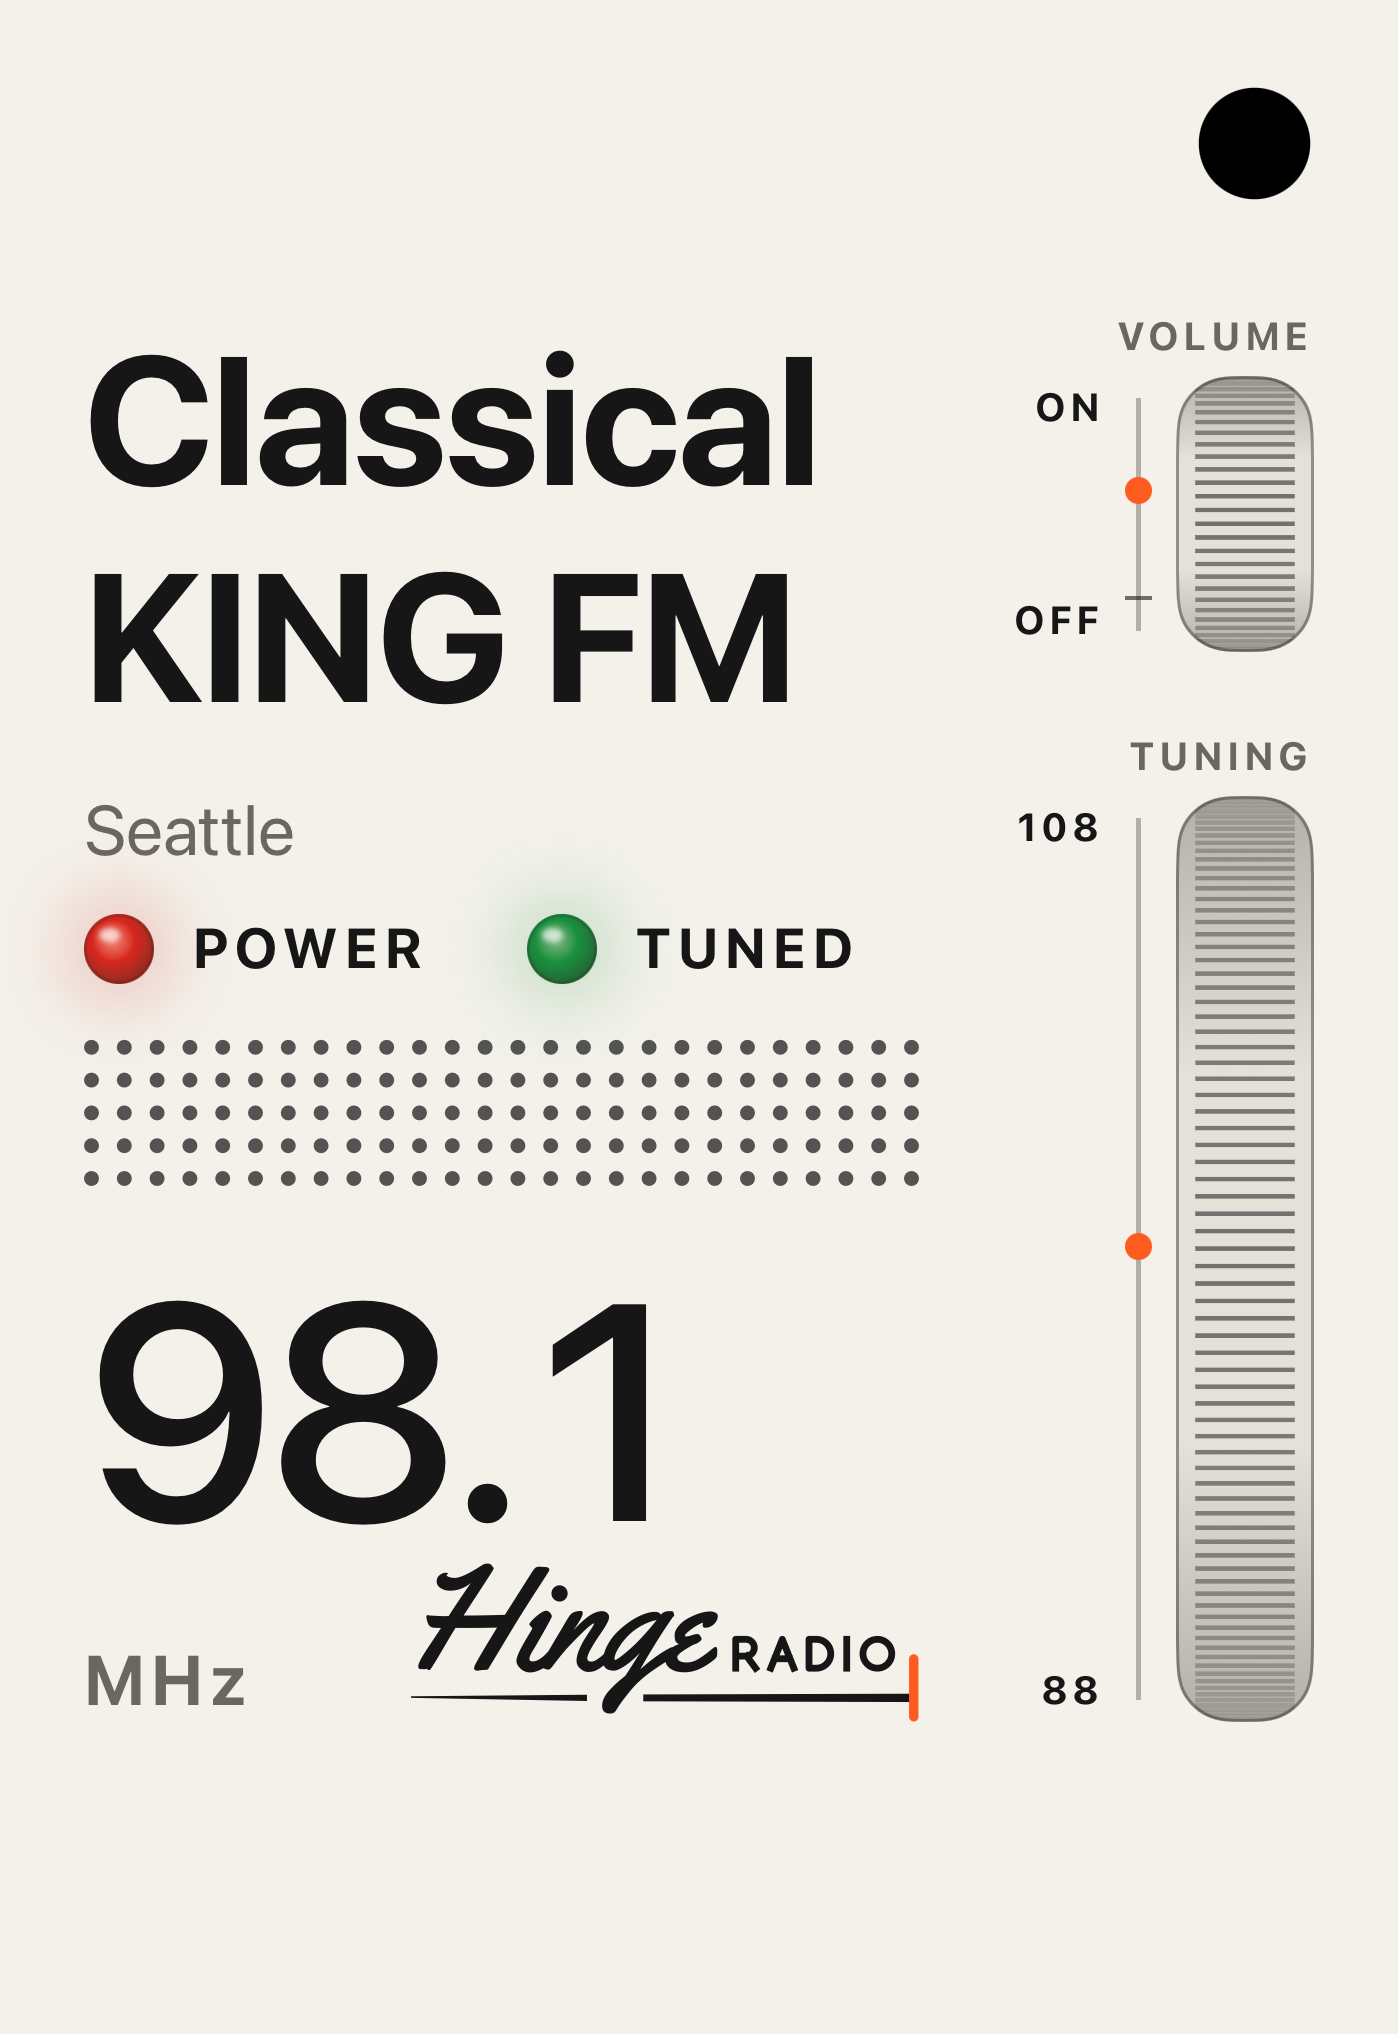 VOLUME
Classical
ON
KING FM
OFF
TUNING
Seattle
108
POWER
TUNED
98.1
Hinge RADIO
MHz
88